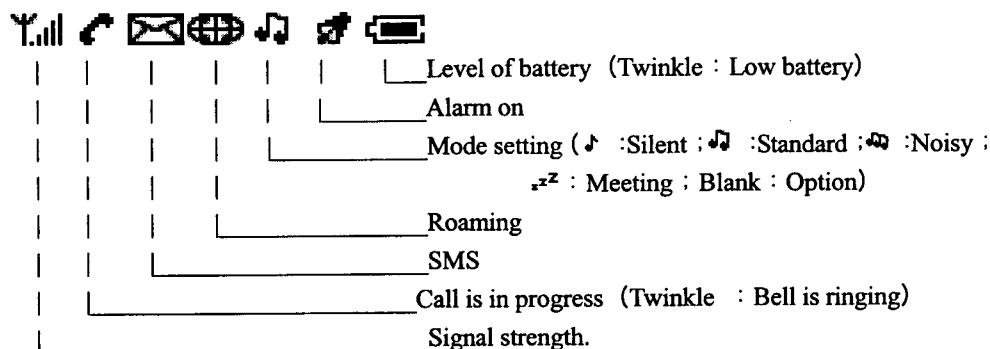 Level of battery (Twinkle : Low battery)
Alarm on
Mode setting ( :Silent ; :Standard ; :Noisy ;
zzZ : Meeting ; Blank : Option)
Roaming
SMS
Call is in progress (Twinkle : Bell is ringing)
Signal strength.